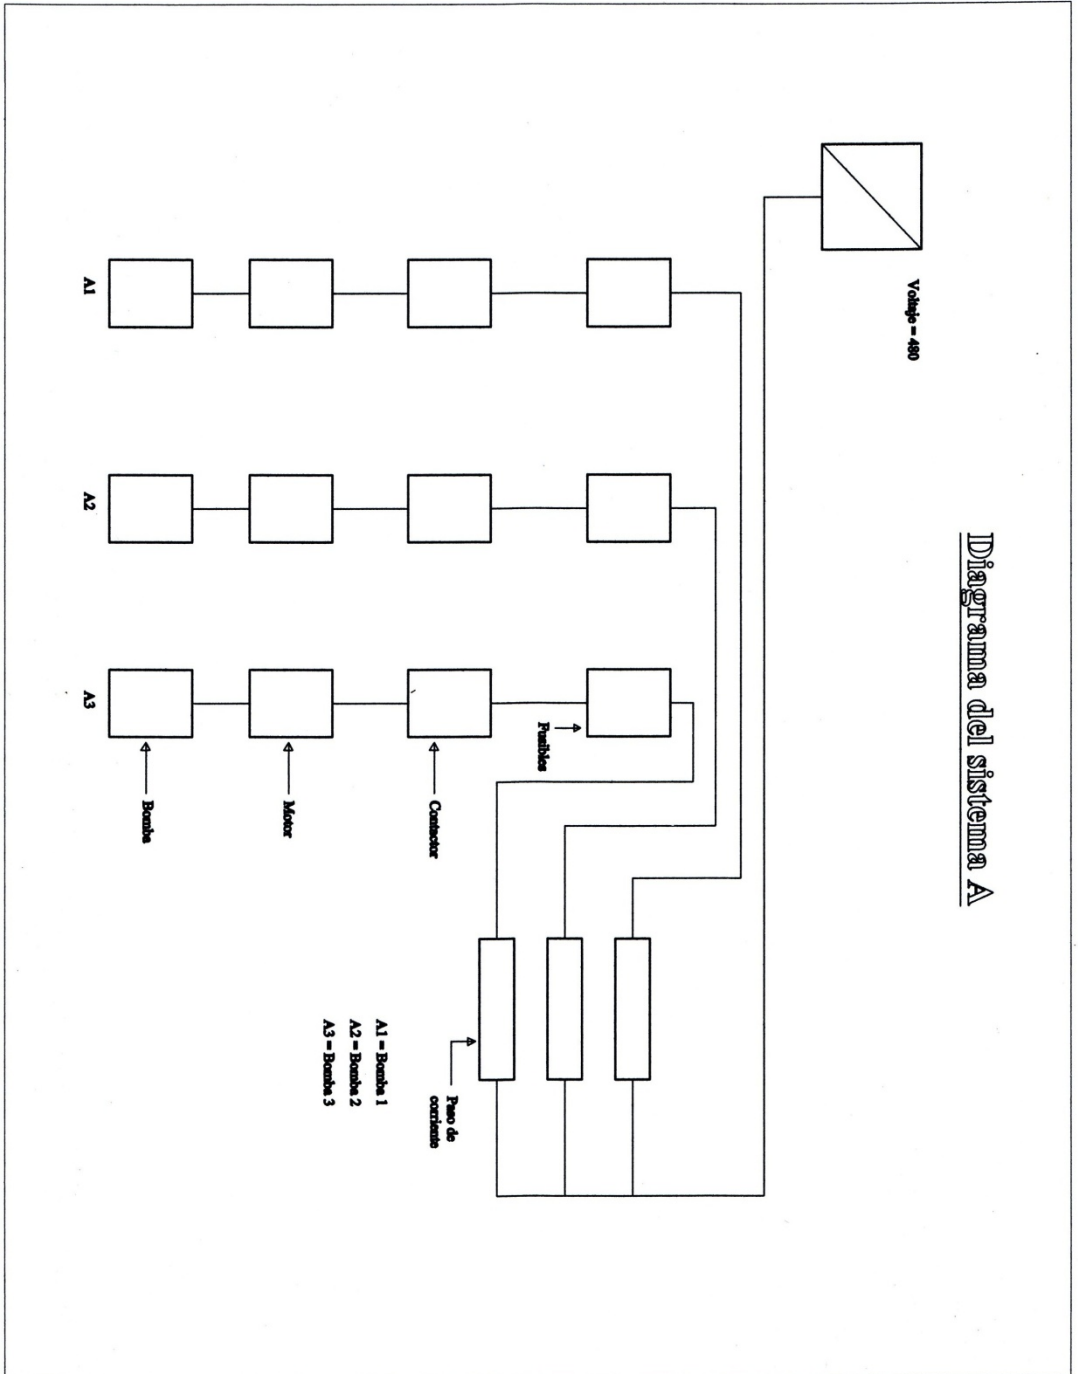 Diagrama del sistema A
Voltaje = 480
Fusibles
Contactor
Motor
Bomba
Paso de
corriente
A1 = Bomba 1
A2 = Bomba 2
A3 = Bomba 3
A1
A2
A3